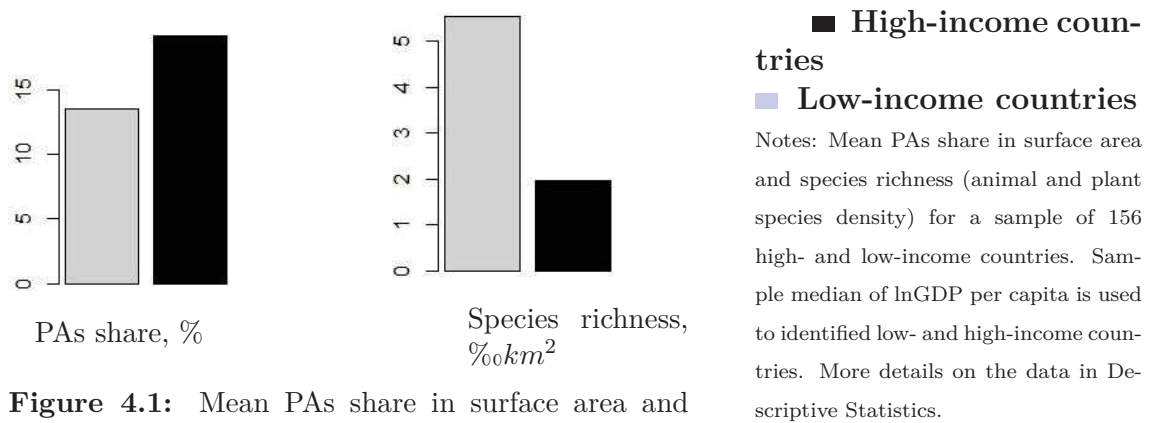 0 5 10 15
PAs share, %
0 1 2 3 4 5
Species richness,
‱km²
Figure 4.1: Mean PAs share in surface area and
■ High-income coun-
tries
■ Low-income countries
Notes: Mean PAs share in surface area
and species richness (animal and plant
species density) for a sample of 156
high- and low-income countries. Sam-
ple median of lnGDP per capita is used
to identified low- and high-income coun-
tries. More details on the data in De-
scriptive Statistics.